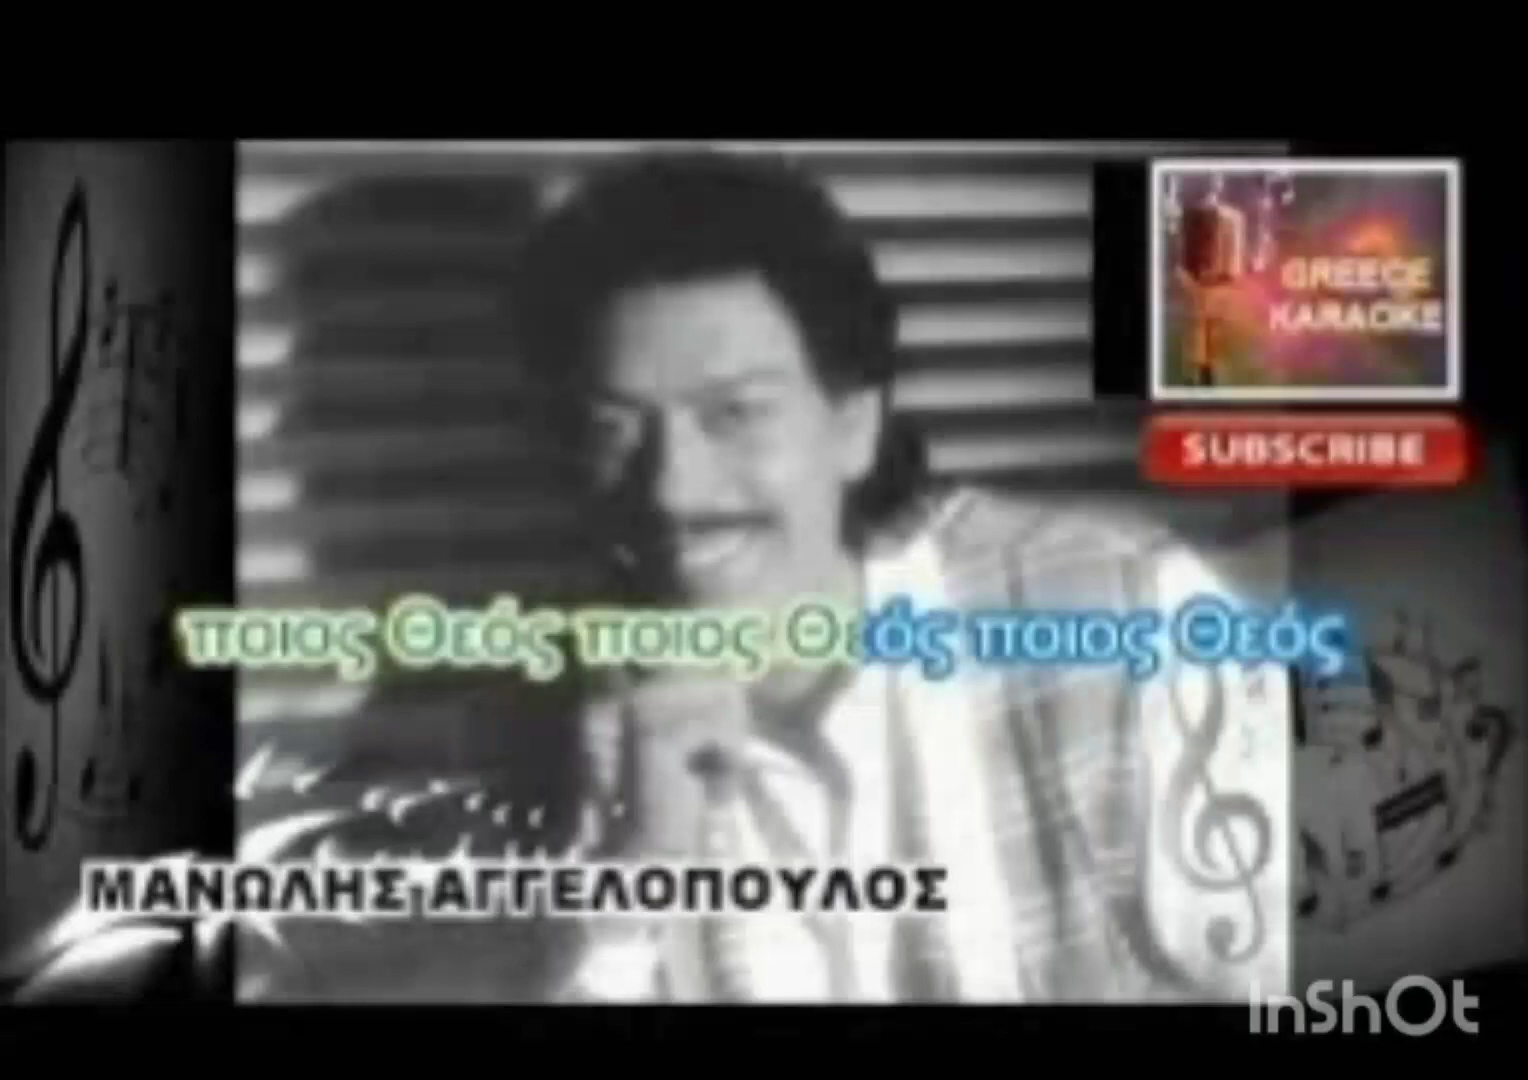 GREECE
KARAOKE
SUBSCRIBE
ποιος Θεός ποιος Θεός ποιος Θεός
ΜΑΝΩΛΗΣ ΑΓΓΕΛΟΠΟΥΛΟΣ
InShOt